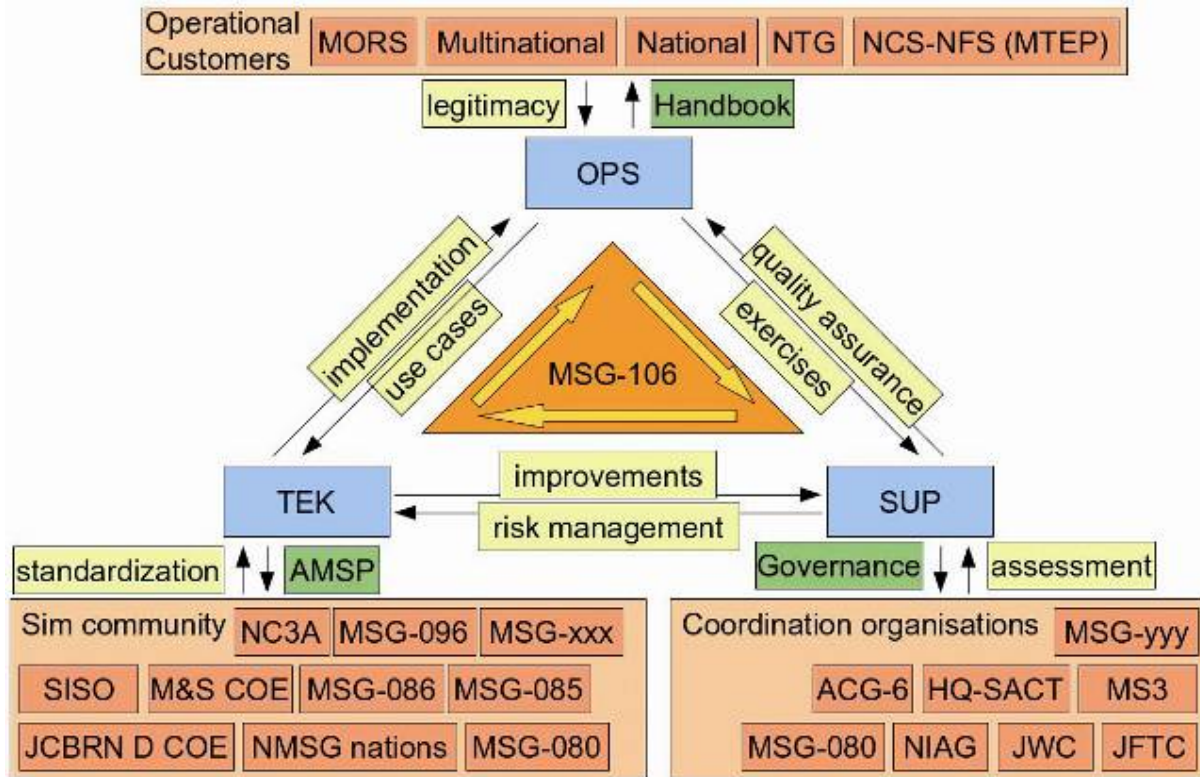 Operational
Customers
MORS Multinational National NTG NCS-NFS (MTEP)
legitimacy Handbook
OPS
implementation
use cases
quality assurance
exercises
MSG-106
TEK
improvements
risk management
SUP
standardization AMSP
Governance assessment
Sim community NC3A MSG-096 MSG-xxx
SISO M&S COE MSG-086 MSG-085
JCBRN D COE NMSG nations MSG-080
Coordination organisations MSG-yyy
ACG-6 HQ-SACT MS3
MSG-080 NIAG JWC JFTC